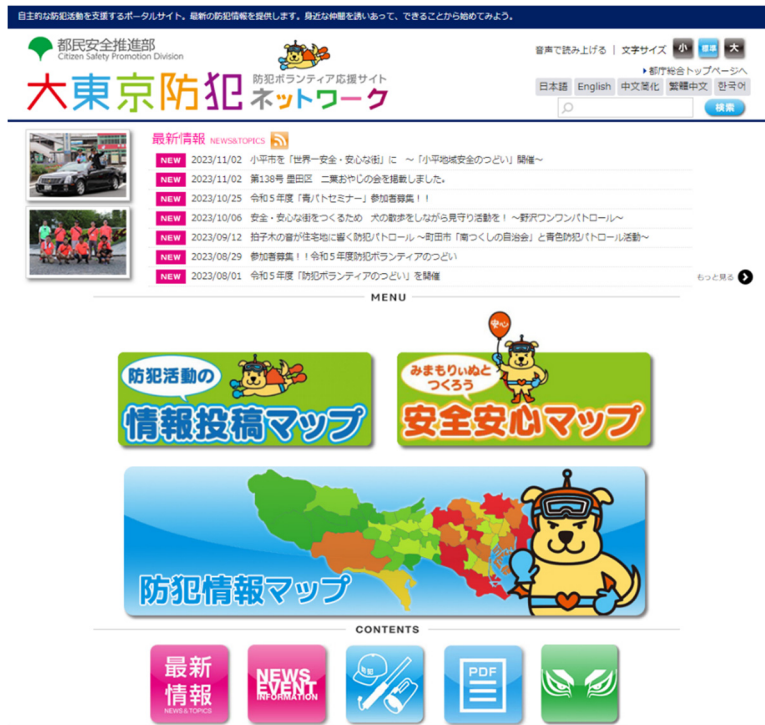 自主的な防犯活動を支援するポータルサイト。最新の防犯情報を提供します。身近な仲間を誘いあって、できることから始めてみよう。
都民安全推進部
Citizen Safety Promotion Division
大東京防犯
防犯ボランティア応援サイト
ネットワーク
音声で読み上げる | 文字サイズ 小 標準 大
都庁総合トップページへ
日本語 English 中文简化 繁體中文 한국어
検索
最新情報 NEWS&TOPICS
NEW 2023/11/02 小平市を「世界一安全・安心な街」に ～「小平地域安全のつどい」開催～
NEW 2023/11/02 第138号 墨田区 二葉おやじの会を掲載しました。
NEW 2023/10/25 令和５年度「青パトセミナー」参加者募集！！
NEW 2023/10/06 安全・安心な街をつくるため 犬の散歩をしながら見守り活動を！～野沢ワンワンパトロール～
NEW 2023/09/12 拍子木の音が住宅地に響く防犯パトロール ～町田市「南つくしの自治会」と青色防犯パトロール活動～
NEW 2023/08/29 参加者募集！！令和５年度防犯ボランティアのつどい
NEW 2023/08/01 令和５年度「防犯ボランティアのつどい」を開催
もっと見る
MENU
防犯活動の
情報投稿マップ
安心
みまもりぃぬと
つくろう
安全安心マップ
防犯情報マップ
CONTENTS
最新
情報
NEWS & TOPICS
NEWS
EVENT
INFORMATION
防犯
PDF